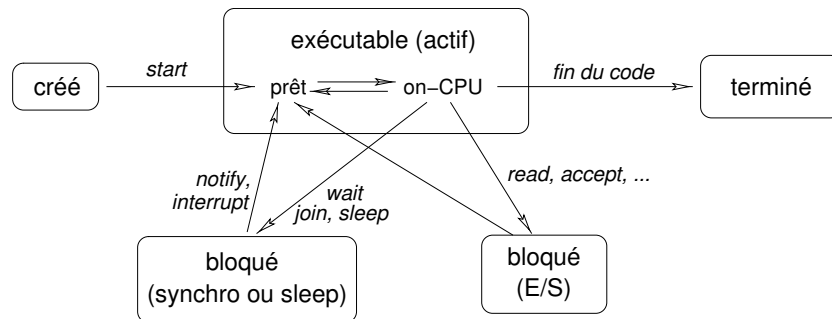 exécutable (actif)
créé
start
prêt
on−CPU
fin du code
terminé
notify,
interrupt
wait
join, sleep
read, accept, ...
bloqué
(synchro ou sleep)
bloqué
(E/S)